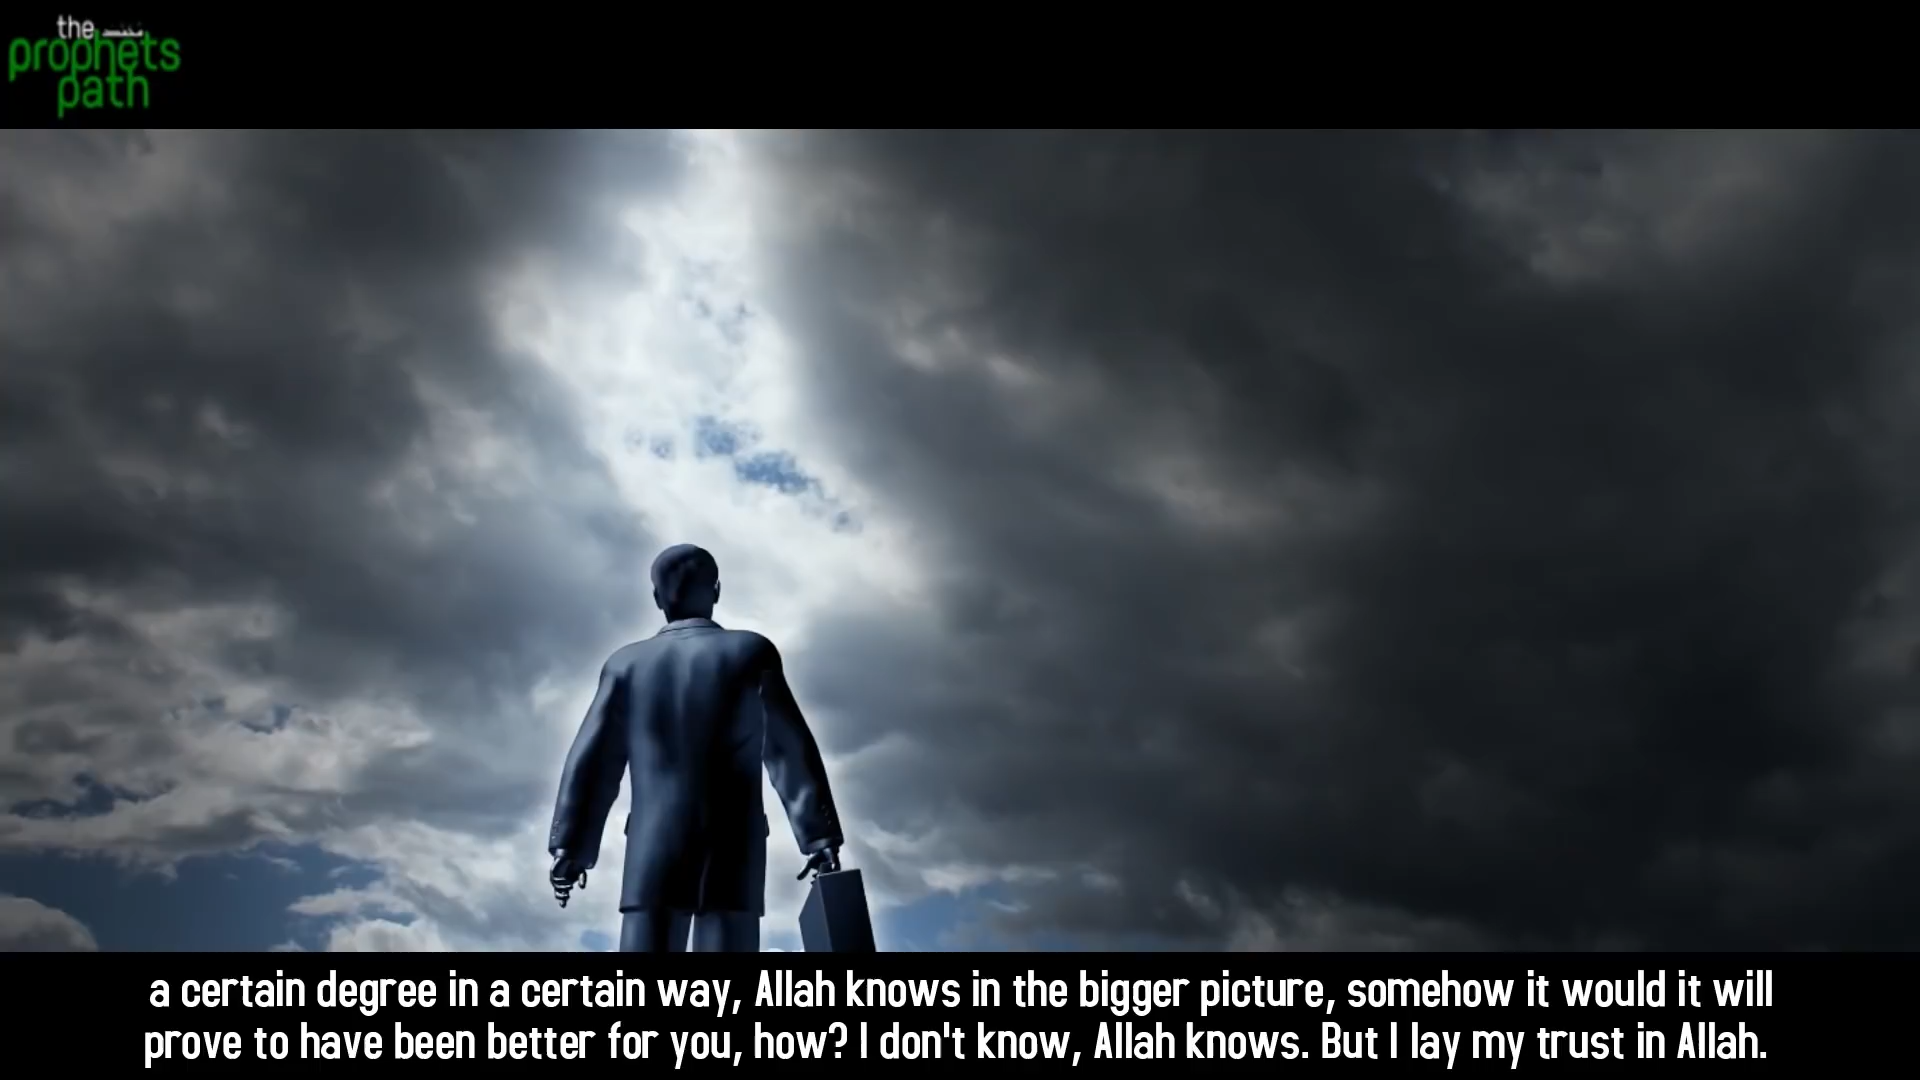 the
prophets
path
a certain degree in a certain way, Allah knows in the bigger picture, somehow it would it will
prove to have been better for you, how? I don't know, Allah knows. But I lay my trust in Allah.